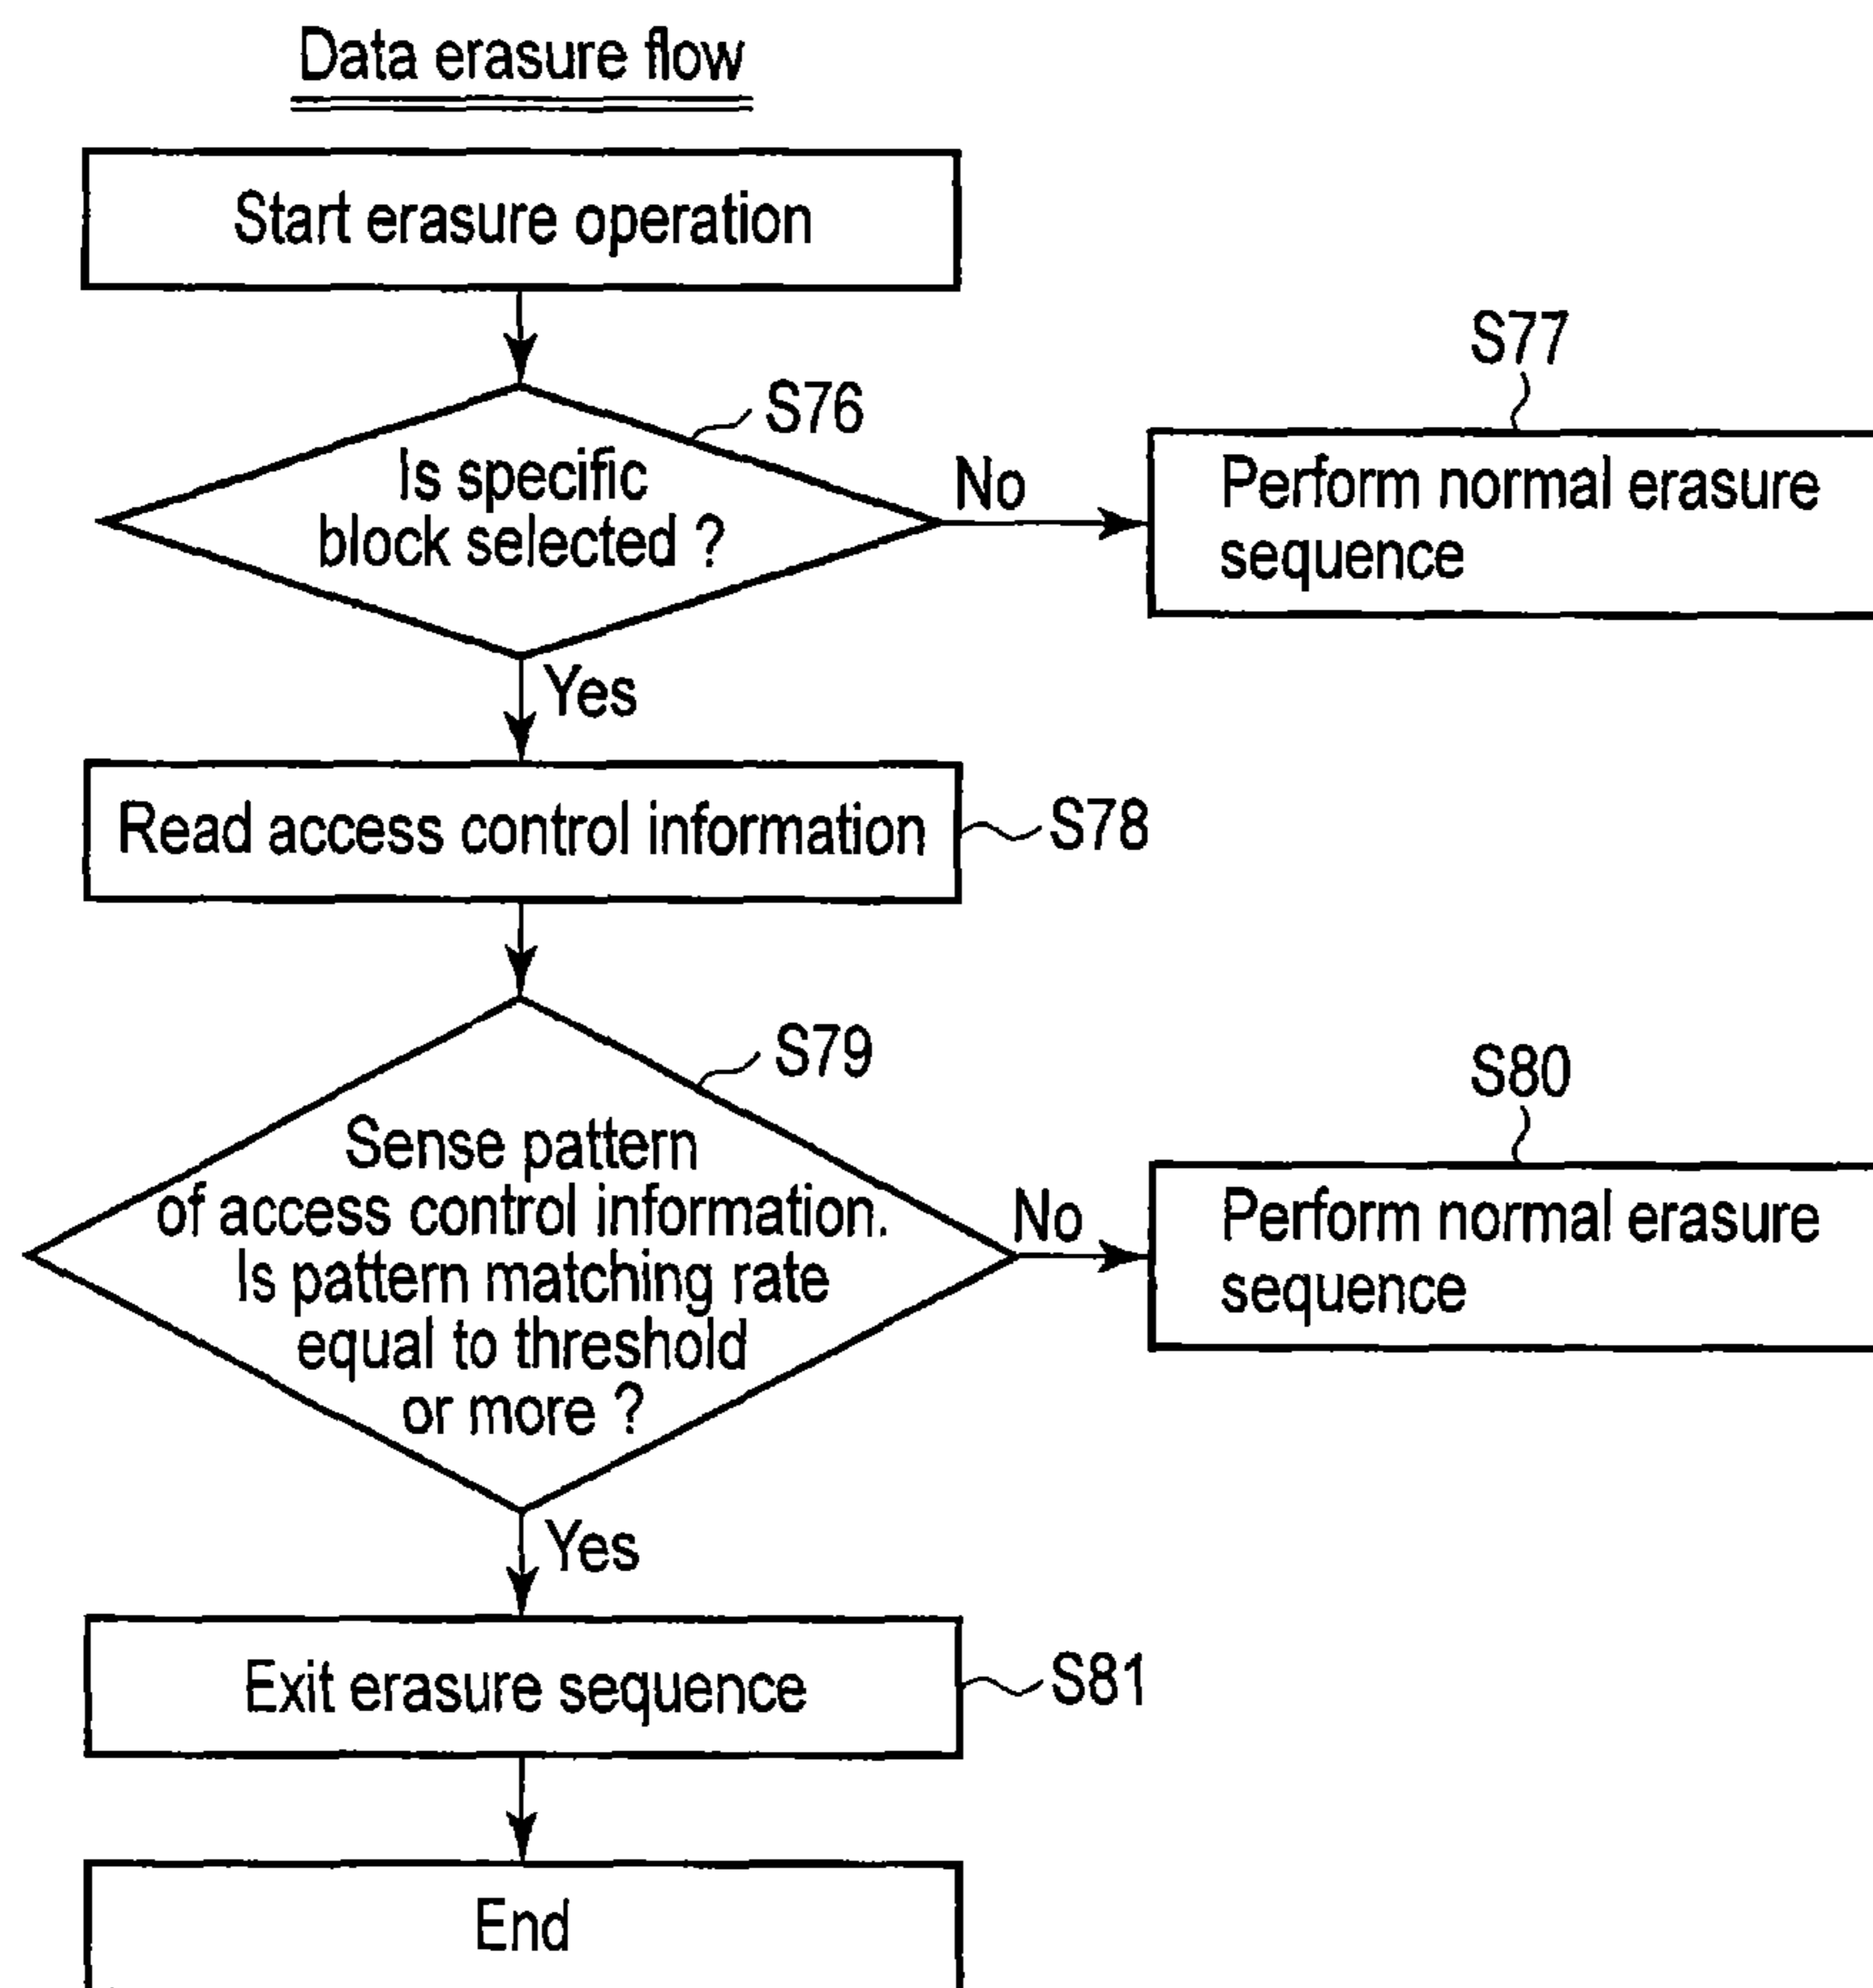 Data erasure flow
Start erasure operation
S76
Is specific
block selected ?
No
S77
Perform normal erasure
sequence
Yes
Read access control information
S78
S79
Sense pattern
of access control information.
Is pattern matching rate
equal to threshold
or more ?
No
S80
Perform normal erasure
sequence
Yes
Exit erasure sequence
S81
End